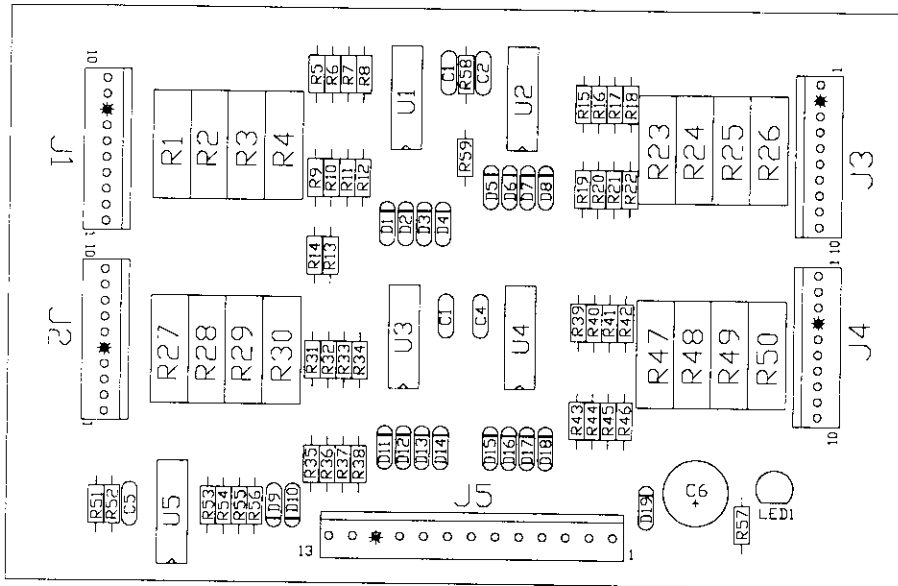 10
J1
1
R1
R2
R3
R4
R5
R6
R7
R8
U1
C1
R58
C2
U2
R59
R9
R10
R11
R12
D1
D2
D3
D4
D5
D6
D7
D8
R14
R13
R15
R16
R17
R18
R19
R20
R21
R22
R23
R24
R25
R26
1
J3
10
10
J2
1
R27
R28
R29
R30
R31
R32
R33
R34
U3
C1
C4
U4
R39
R40
R41
R42
R47
R48
R49
R50
1
J4
10
R35
R36
R37
R38
D11
D12
D13
D14
D15
D16
D17
D18
R43
R44
R45
R46
R51
R52
C5
U5
R53
R54
R55
R56
D9
D10
J5
13
1
D19
C6
+
R57
LED1